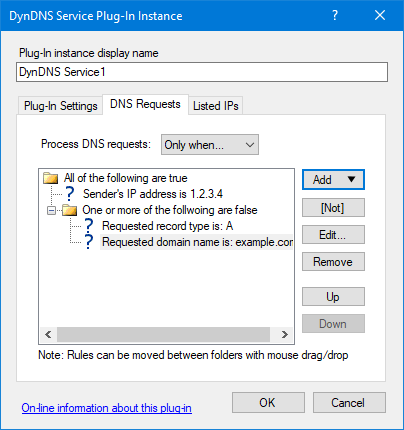 DynDNS Service Plug-In Instance
Plug-In instance display name
DynDNS Service1
Plug-In Settings
DNS Requests
Listed IPs
Process DNS requests:
Only when...
All of the following are true
Sender's IP address is 1.2.3.4
One or more of the follwoing are false
Requested record type is: A
Requested domain name is: example.com
Add
[Not]
Edit...
Remove
Up
Down
Note: Rules can be moved between folders with mouse drag/drop
On-line information about this plug-in
OK
Cancel